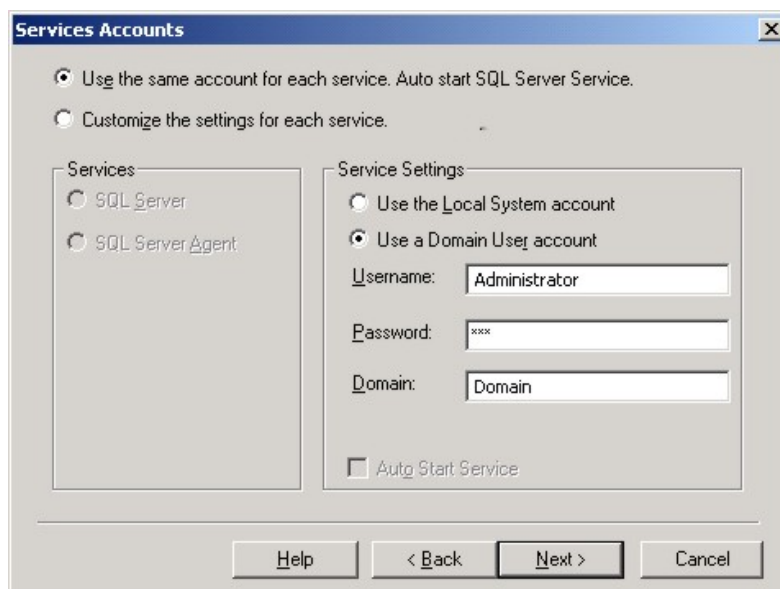 Services Accounts
Use the same account for each service. Auto start SQL Server Service.
Customize the settings for each service.
Services
SQL Server
SQL Server Agent
Service Settings
Use the Local System account
Use a Domain User account
Username: Administrator
Password: ***
Domain: Domain
Auto Start Service
Help
< Back
Next >
Cancel